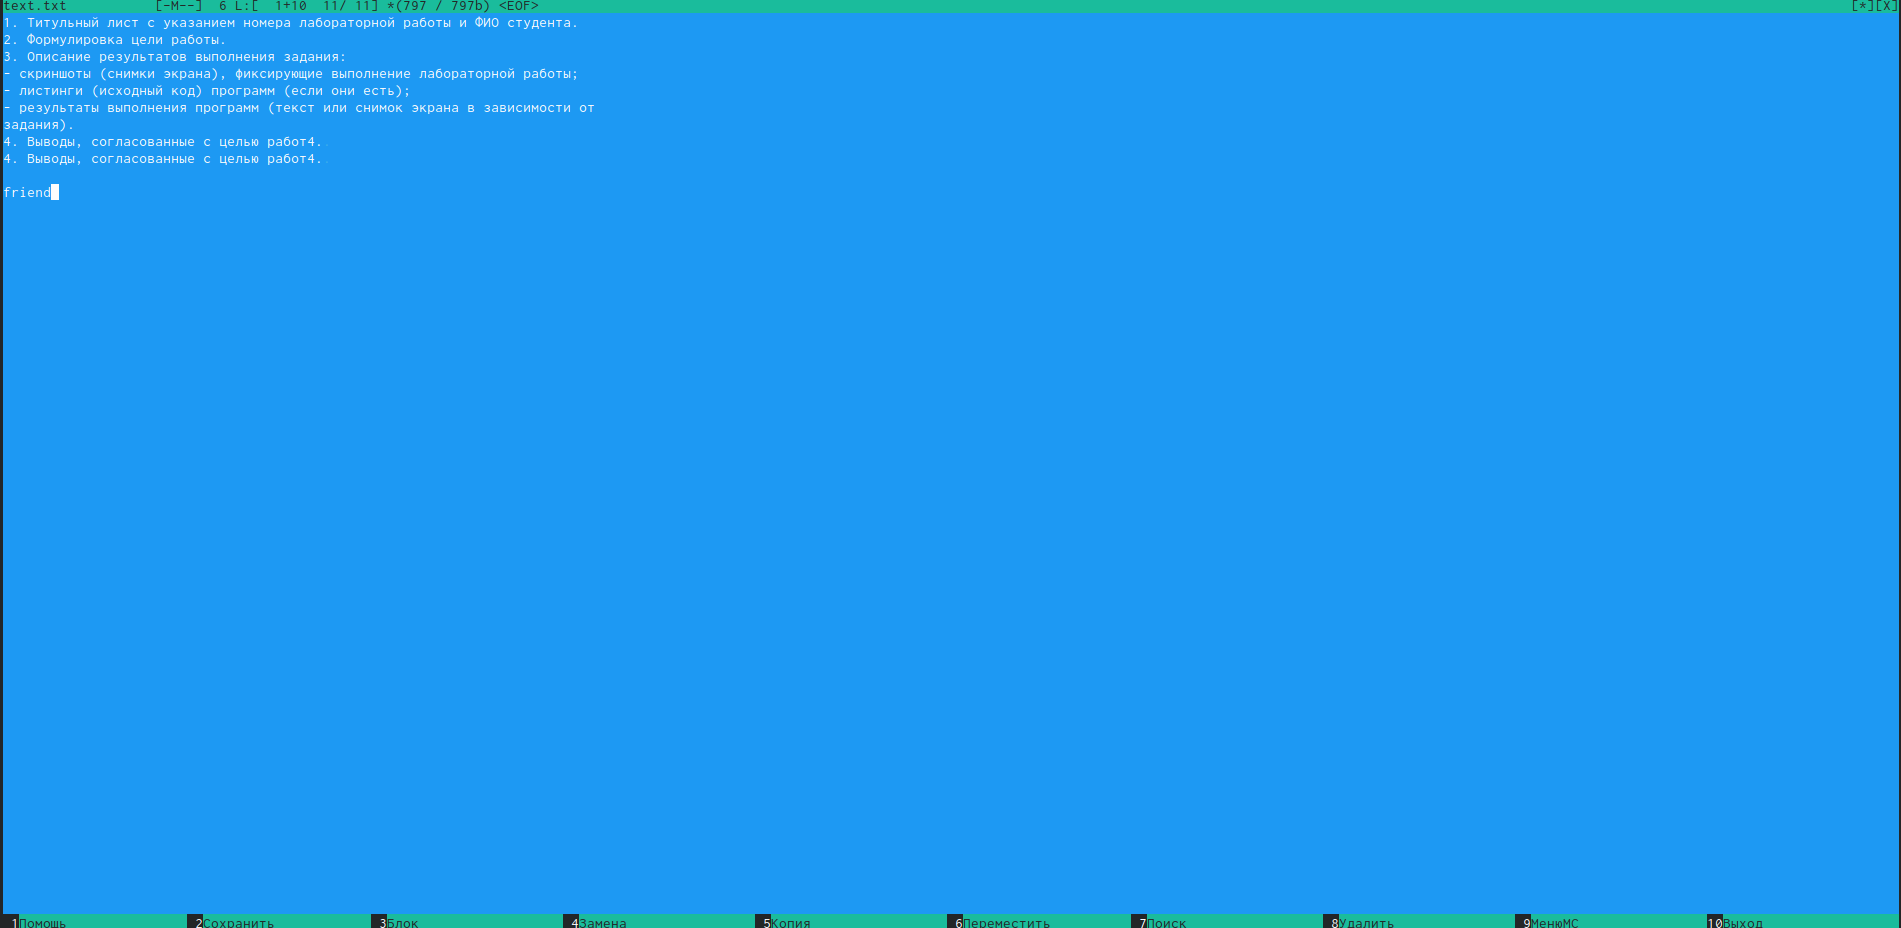 text.txt [-M--] 6 L:[ 1+10 11/ 11] *(797 / 797b) <EOF> [*][X]
1. Титульный лист с указанием номера лабораторной работы и ФИО студента.
2. Формулировка цели работы.
3. Описание результатов выполнения задания:
- скриншоты (снимки экрана), фиксирующие выполнение лабораторной работы;
- листинги (исходный код) программ (если они есть);
- результаты выполнения программ (текст или снимок экрана в зависимости от
задания).
4. Выводы, согласованные с целью работ4.
4. Выводы, согласованные с целью работ4.
friend
1Помощь 2Сохранить 3Блок 4Замена 5Копия 6Переместить 7Поиск 8Удалить 9МенюMC 10Выход